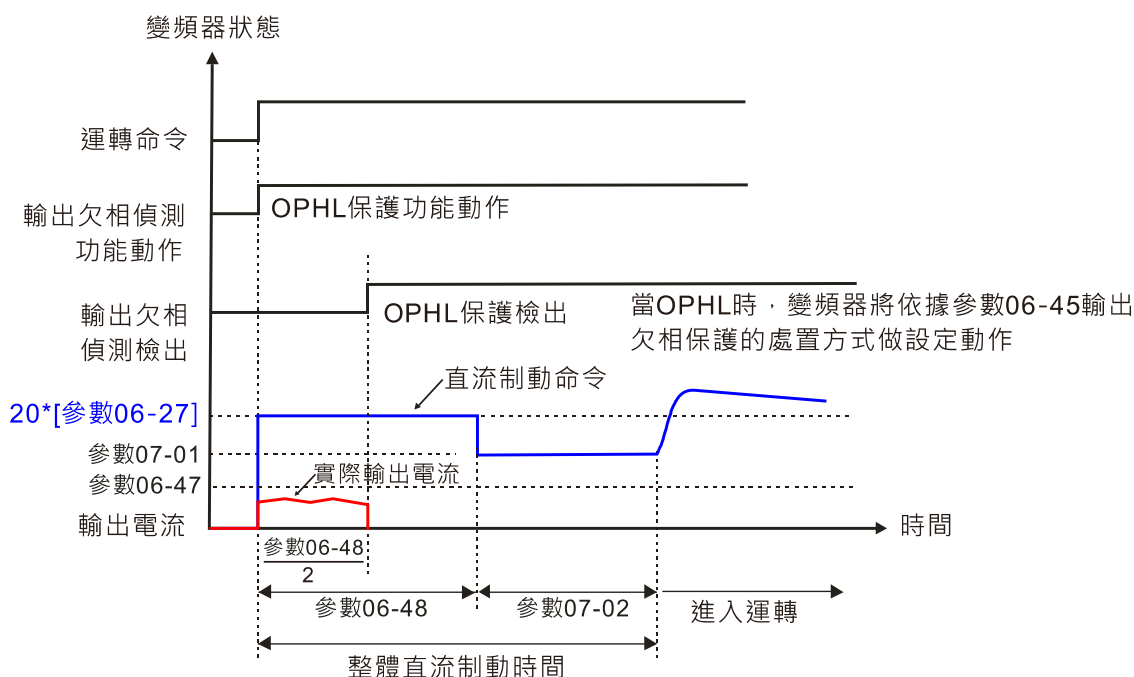 變頻器狀態
運轉命令
輸出欠相偵測
功能動作
OPHL保護功能動作
輸出欠相
偵測檢出
OPHL保護檢出
當OPHL時，變頻器將依據參數06-45輸出
欠相保護的處置方式做設定動作
直流制動命令
20*[參數06-27]
參數07-01
參數06-47
實際輸出電流
輸出電流
時間
參數06-48
2
參數06-48
參數07-02
進入運轉
整體直流制動時間